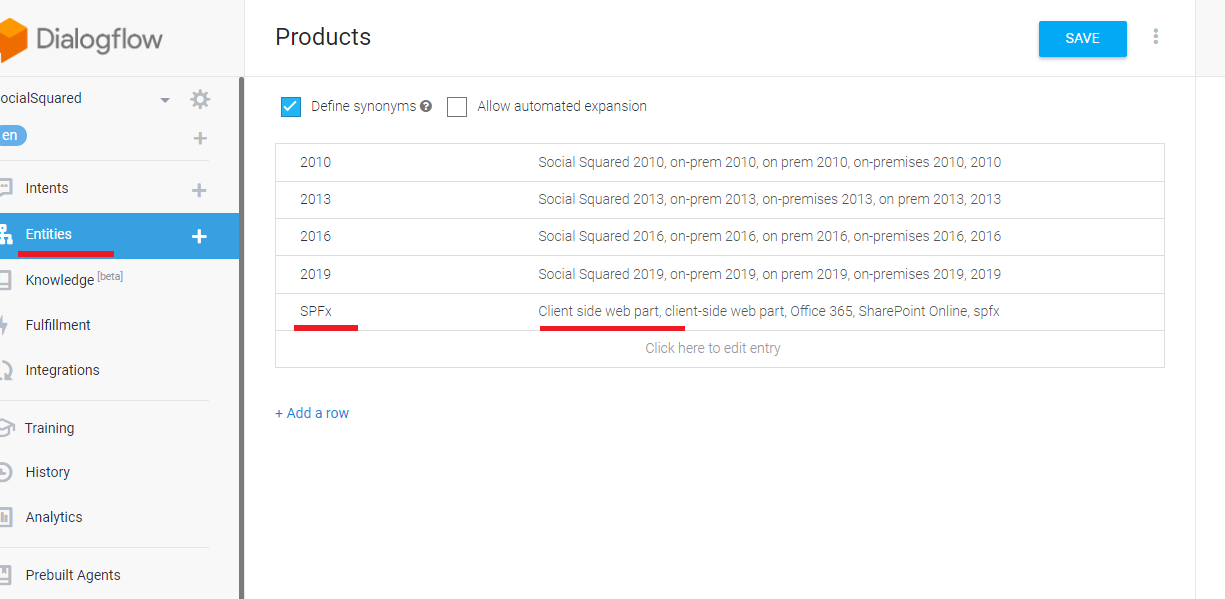 Dialogflow
Products
SAVE
ocialSquared
Define synonyms
Allow automated expansion
en
2010 Social Squared 2010, on-prem 2010, on prem 2010, on-premises 2010, 2010
Intents
2013 Social Squared 2013, on-prem 2013, on-premises 2013, on prem 2013, 2013
Entities
2016 Social Squared 2016, on-prem 2016, on prem 2016, on-premises 2016, 2016
Knowledge [beta]
2019 Social Squared 2019, on-prem 2019, on prem 2019, on-premises 2019, 2019
SPFx Client side web part, client-side web part, Office 365, SharePoint Online, spfx
Fulfillment
Click here to edit entry
Integrations
+ Add a row
Training
History
Analytics
Prebuilt Agents